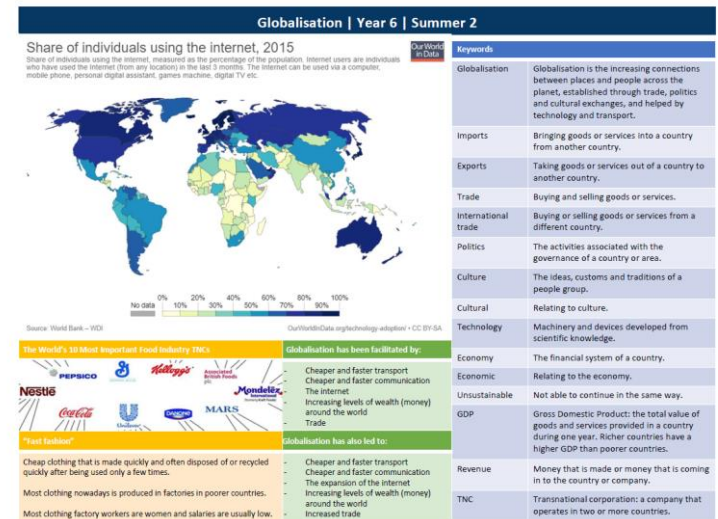 Globalisation | Year 6 | Summer 2
Share of individuals using the internet, 2015
Share of individuals using the internet, measured as the percentage of the population. Internet users are individuals
who have used the Internet (from any location) in the last 3 months. The Internet can be used via a computer,
mobile phone, personal digital assistant, games machine, digital TV etc.
Our World
in Data
No data
0%
10%
20%
30%
40%
50%
60%
70%
80%
90%
100%
Source: World Bank – WDI
OurWorldInData.org/technology-adoption/ • CC BY-SA
The World's 10 Most Important Food Industry TNCs
PEPSICO
Kellogg's
Associated
British Foods
plc
Nestle
Mondelez
International
Coca Cola
Unilever
DANONE
MARS
"Fast fashion"
Cheap clothing that is made quickly and often disposed of or recycled
quickly after being used only a few times.
Most clothing nowadays is produced in factories in poorer countries.
Most clothing factory workers are women and salaries are usually low.
Globalisation has been facilitated by:
- Cheaper and faster transport
- Cheaper and faster communication
- The internet
- Increasing levels of wealth (money)
around the world
- Trade
Globalisation has also led to:
- Cheaper and faster transport
- Cheaper and faster communication
- The expansion of the internet
- Increasing levels of wealth (money)
around the world
- Increased trade
Keywords
Globalisation
Globalisation is the increasing connections
between places and people across the
planet, established through trade, politics
and cultural exchanges, and helped by
technology and transport.
Imports
Bringing goods or services into a country
from another country.
Exports
Taking goods or services out of a country to
another country.
Trade
Buying and selling goods or services.
International
trade
Buying or selling goods or services from a
different country.
Politics
The activities associated with the
governance of a country or area.
Culture
The ideas, customs and traditions of a
people group.
Cultural
Relating to culture.
Technology
Machinery and devices developed from
scientific knowledge.
Economy
The financial system of a country.
Economic
Relating to the economy.
Unsustainable
Not able to continue in the same way.
GDP
Gross Domestic Product: the total value of
goods and services provided in a country
during one year. Richer countries have a
higher GDP than poorer countries.
Revenue
Money that is made or money that is coming
in to the country or company.
TNC
Transnational corporation: a company that
operates in two or more countries.